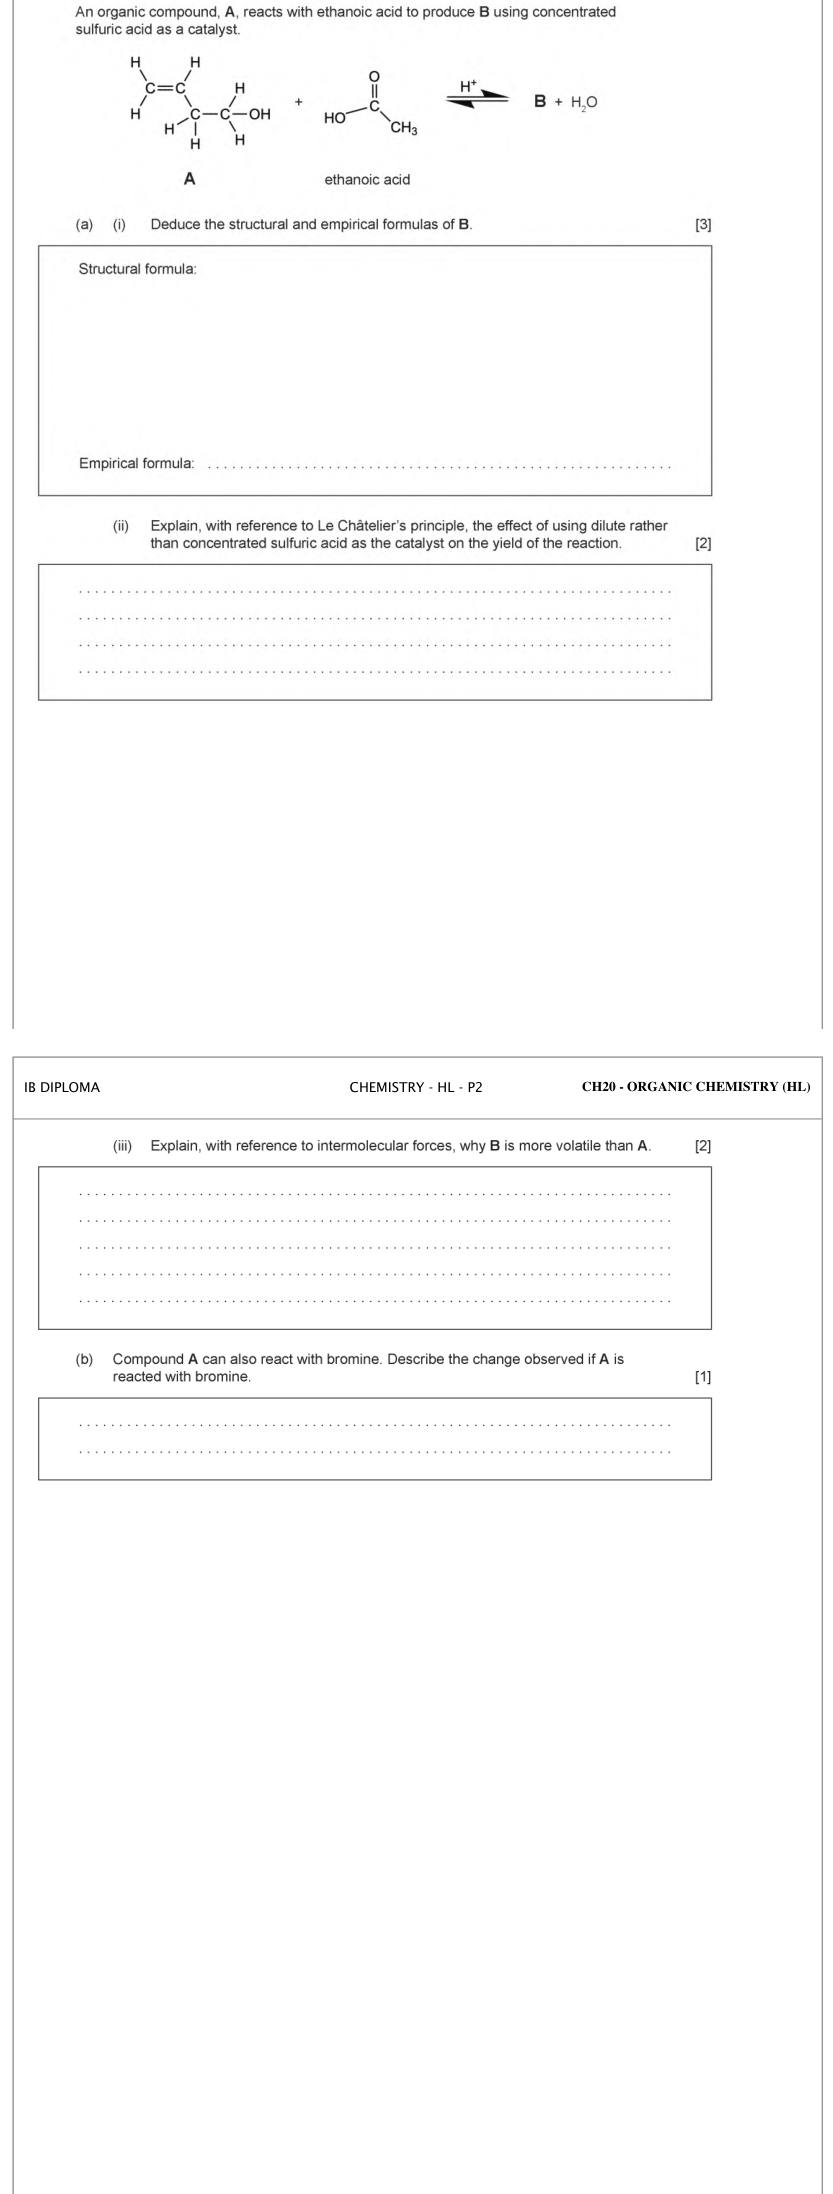 An organic compound, A, reacts with ethanoic acid to produce B using concentrated
sulfuric acid as a catalyst.
H H
C=C H
H C—C—OH
H H H
+
O
HO C CH₃
H⁺
B + H₂O
A ethanoic acid
(a) (i) Deduce the structural and empirical formulas of B. [3]
Structural formula:
Empirical formula: ..........................................................
(ii) Explain, with reference to Le Châtelier's principle, the effect of using dilute rather
than concentrated sulfuric acid as the catalyst on the yield of the reaction. [2]
IB DIPLOMA CHEMISTRY - HL - P2 CH20 - ORGANIC CHEMISTRY (HL)
(iii) Explain, with reference to intermolecular forces, why B is more volatile than A. [2]
(b) Compound A can also react with bromine. Describe the change observed if A is
reacted with bromine. [1]